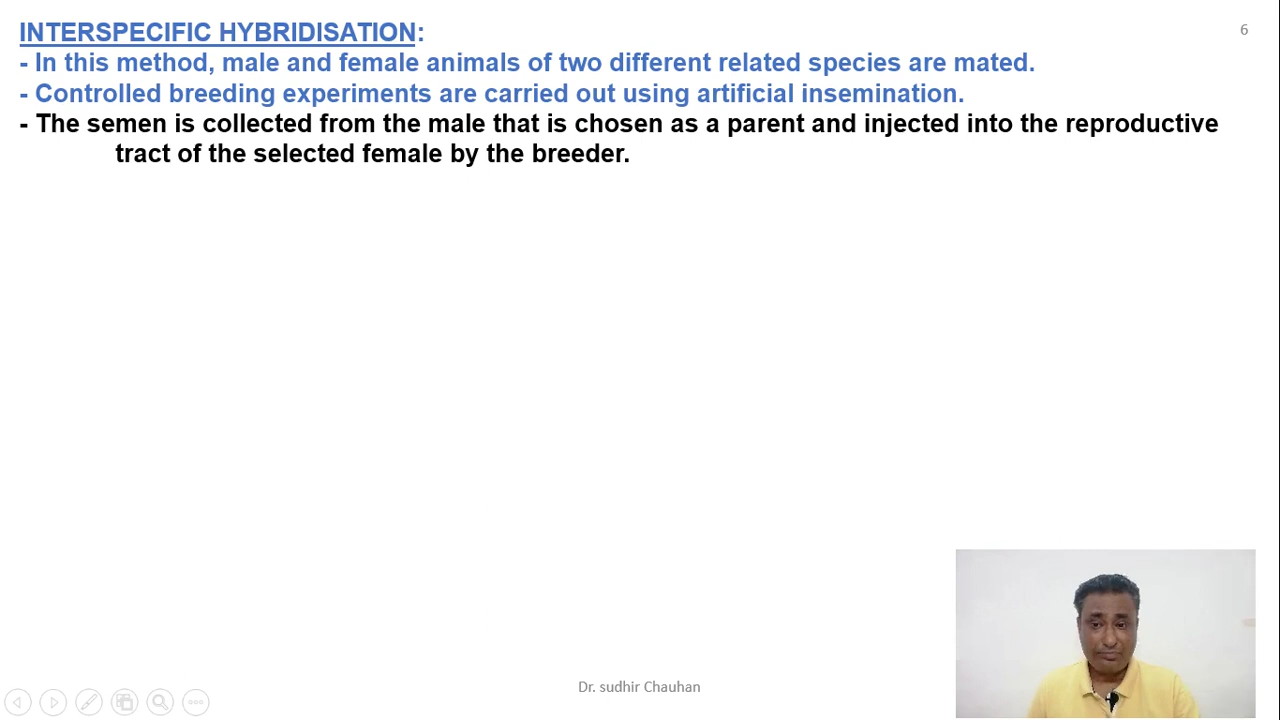 INTERSPECIFIC HYBRIDISATION:
6
- In this method, male and female animals of two different related species are mated.
- Controlled breeding experiments are carried out using artificial insemination.
- The semen is collected from the male that is chosen as a parent and injected into the reproductive
tract of the selected female by the breeder.
Dr. sudhir Chauhan